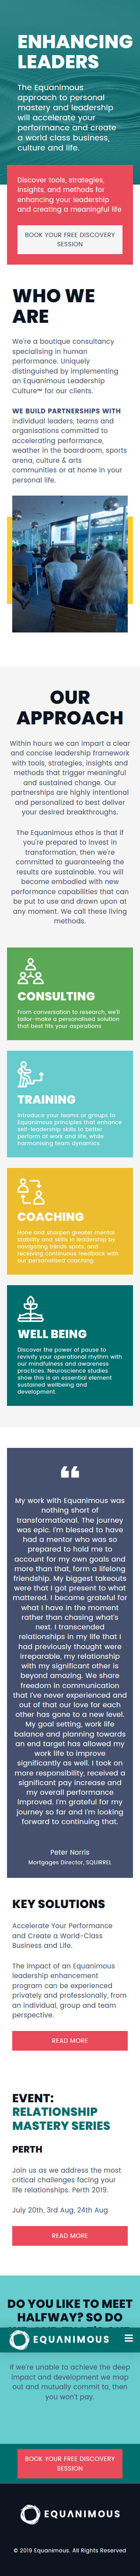 ENHANCING
LEADERS
The Equanimous
approach to personal
mastery and leadership
will accelerate your
performance and create
a world class business,
culture and life.
Discover tools, strategies,
insights, and methods for
enhancing your leadership
and creating a meaningful life
BOOK YOUR FREE DISCOVERY
SESSION
WHO WE
ARE
We're a boutique consultancy
specialising in human
performance. Uniquely
distinguished by implementing
an Equanimous Leadership
Culture℠ for our clients.
WE BUILD PARTNERSHIPS WITH
individual leaders, teams and
organisations committed to
accelerating performance,
weather in the boardroom, sports
arena, culture & arts
communities or at home in your
personal life.
OUR
APPROACH
Within hours we can impact a clear
and concise leadership framework
with tools, strategies, insights and
methods that trigger meaningful
and sustained change. Our
partnerships are highly intentional
and personalized to best deliver
your desired breakthroughs.
The Equanimous ethos is that if
you're prepared to invest in
transformation, then we're
committed to guaranteeing the
results are sustainable. You will
become embodied with new
performance capabilities that can
be put to use and drawn upon at
any moment. We call these living
methods.
CONSULTING
From conversation to research, we'll
tailor-make a personalised solution
that best fits your aspirations
TRAINING
Introduce your teams or groups to
Equanimous principles that enhance
self-leadership skills to better
perform at work and life, while
harmonising team dynamics.
COACHING
Hone and sharpen greater mental
stability and skills in leadership by
navigating blinds spots, and
receiving continuous feedback with
our personalised coaching.
WELL BEING
Discover the power of pause to
revivify your operational rhythm with
our mindfulness and awareness
practices. Neuroscience studies
show this is an essential element
sustained wellbeing and
development.
“
My work with Equanimous was
nothing short of
transformational. The journey
was epic. I'm blessed to have
had a mentor who was so
prepared to hold me to
account for my own goals and
more than that, form a lifelong
friendship. My biggest takeouts
were that I got present to what
mattered. I became grateful for
what I have in the moment
rather than chasing what's
next. I transcended
relationships in my life that I
had previously thought were
irreparable, my relationship
with my significant other is
beyond amazing. We share
freedom in communication
that I've never experienced and
out of that our love for each
other has gone to a new level.
My goal setting, work life
balance and planning towards
an end target has allowed my
work life to improve
significantly as well. I took on
more responsibility, received a
significant pay increase and
my overall performance
improved. I'm grateful for my
journey so far and I'm looking
forward to continuing that.
Peter Norris
Mortgages Director, SQUIRREL
KEY SOLUTIONS
Accelerate Your Performance
and Create a World-Class
Business and Life.
The impact of an Equanimous
leadership enhancement
program can be experienced
privately and professionally, from
an individual, group and team
perspective.
READ MORE
EVENT:
RELATIONSHIP
MASTERY SERIES
PERTH
Join us as we address the most
critical challenges facing your
life relationships. Perth 2019.
July 20th, 3rd Aug, 24th Aug
READ MORE
DO YOU LIKE TO MEET
HALFWAY? SO DO
EQUANIMOUS
If we're unable to achieve the deep
impact and development we map
out and mutually commit to, then
you won't pay.
BOOK YOUR FREE DISCOVERY
SESSION
EQUANIMOUS
© 2019 Equanimous. All Rights Reserved